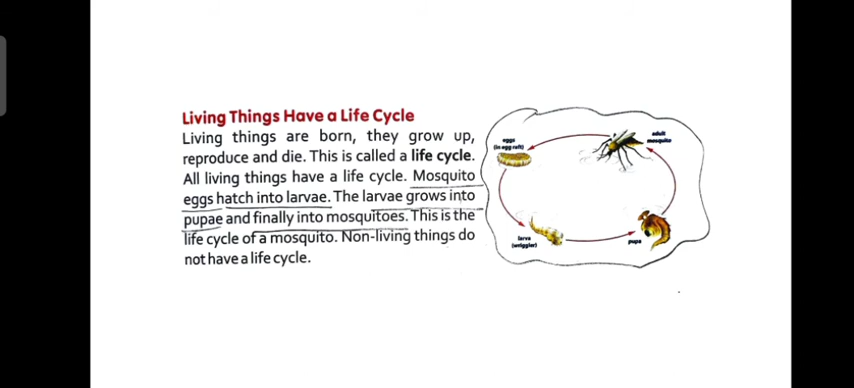 Living Things Have a Life Cycle
Living things are born, they grow up,
reproduce and die. This is called a life cycle.
All living things have a life cycle. Mosquito
eggs hatch into larvae. The larvae grows into
pupae and finally into mosquitoes. This is the
life cycle of a mosquito. Non-living things do
not have a life cycle.
eggs
(in egg raft)
adult
mosquito
larva
(wriggler)
pupa